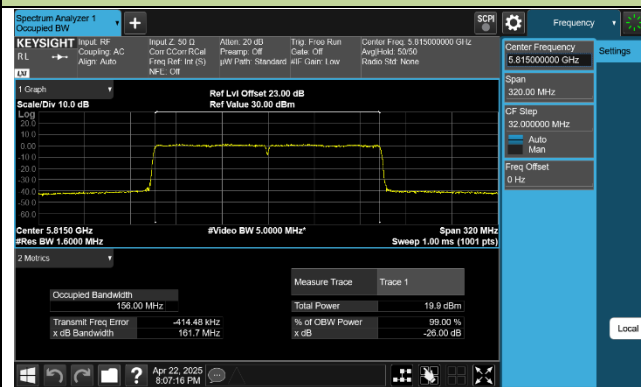 Spectrum Analyzer 1
Occupied BW
SCPI
Frequency
KEYSIGHT
RL
Input: RF
Coupling: AC
Align: Auto
Input Z: 50 Ω
Corr CCorr RCal
Freq Ref: Int (S)
NFE: Off
Atten: 20 dB
Preamp: Off
µW Path: Standard
Trig: Free Run
Gate: Off
#IF Gain: Low
Center Freq: 5.815000000 GHz
Avg|Hold: 50/50
Radio Std: None
LXI
1 Graph
Scale/Div 10.0 dB
Ref Lvl Offset 23.00 dB
Ref Value 30.00 dBm
Log
20.0
10.0
0.00
-10.0
-20.0
-30.0
-40.0
-50.0
-60.0
Center 5.8150 GHz
#Res BW 1.6000 MHz
#Video BW 5.0000 MHz*
Span 320 MHz
Sweep 1.00 ms (1001 pts)
2 Metrics
Measure Trace
Trace 1
Occupied Bandwidth
156.00 MHz
Total Power
19.9 dBm
Transmit Freq Error
-414.48 kHz
% of OBW Power
99.00 %
x dB Bandwidth
161.7 MHz
x dB
-26.00 dB
Center Frequency
5.815000000 GHz
Settings
Span
320.00 MHz
CF Step
32.000000 MHz
Auto
Man
Freq Offset
0 Hz
Local
?
Apr 22, 2025
8:07:16 PM